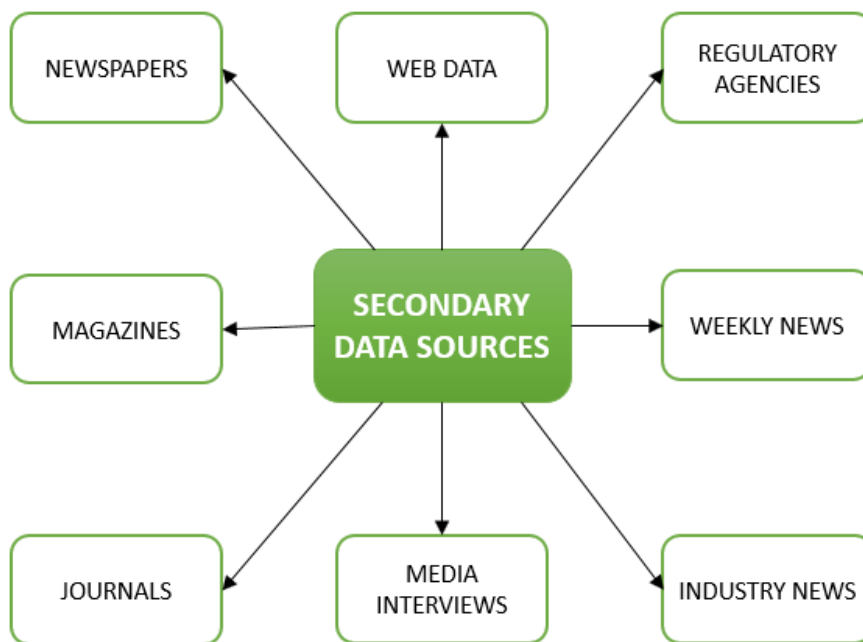 NEWSPAPERS
WEB DATA
REGULATORY
AGENCIES
SECONDARY
DATA SOURCES
MAGAZINES
WEEKLY NEWS
JOURNALS
MEDIA
INTERVIEWS
INDUSTRY NEWS